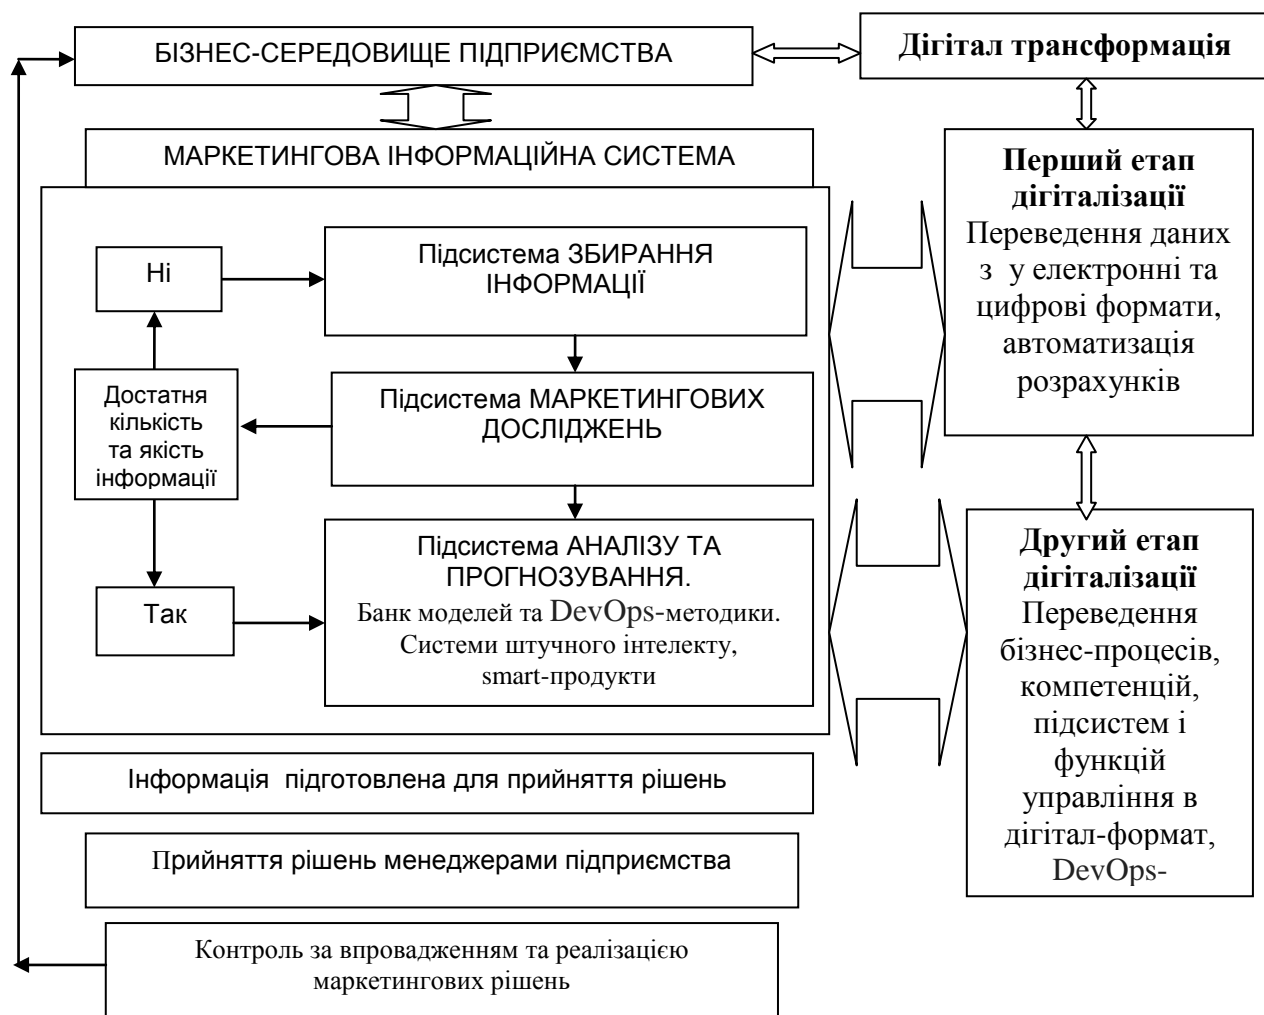 БІЗНЕС-СЕРЕДОВИЩЕ ПІДПРИЄМСТВА
Дігітал трансформація
МАРКЕТИНГОВА ІНФОРМАЦІЙНА СИСТЕМА
Ні
Підсистема ЗБИРАННЯ
ІНФОРМАЦІЇ
Достатня
кількість
та якість
інформації
Підсистема МАРКЕТИНГОВИХ
ДОСЛІДЖЕНЬ
Так
Підсистема АНАЛІЗУ ТА
ПРОГНОЗУВАННЯ.
Банк моделей та DevOps-методики.
Системи штучного інтелекту,
smart-продукти
Перший етап
дігіталізації
Переведення даних
з у електронні та
цифрові формати,
автоматизація
розрахунків
Другий етап
дігіталізації
Переведення
бізнес-процесів,
компетенцій,
підсистем і
функцій
управління в
дігітал-формат,
DevOps-
Інформація підготовлена для прийняття рішень
Прийняття рішень менеджерами підприємства
Контроль за впровадженням та реалізацією
маркетингових рішень